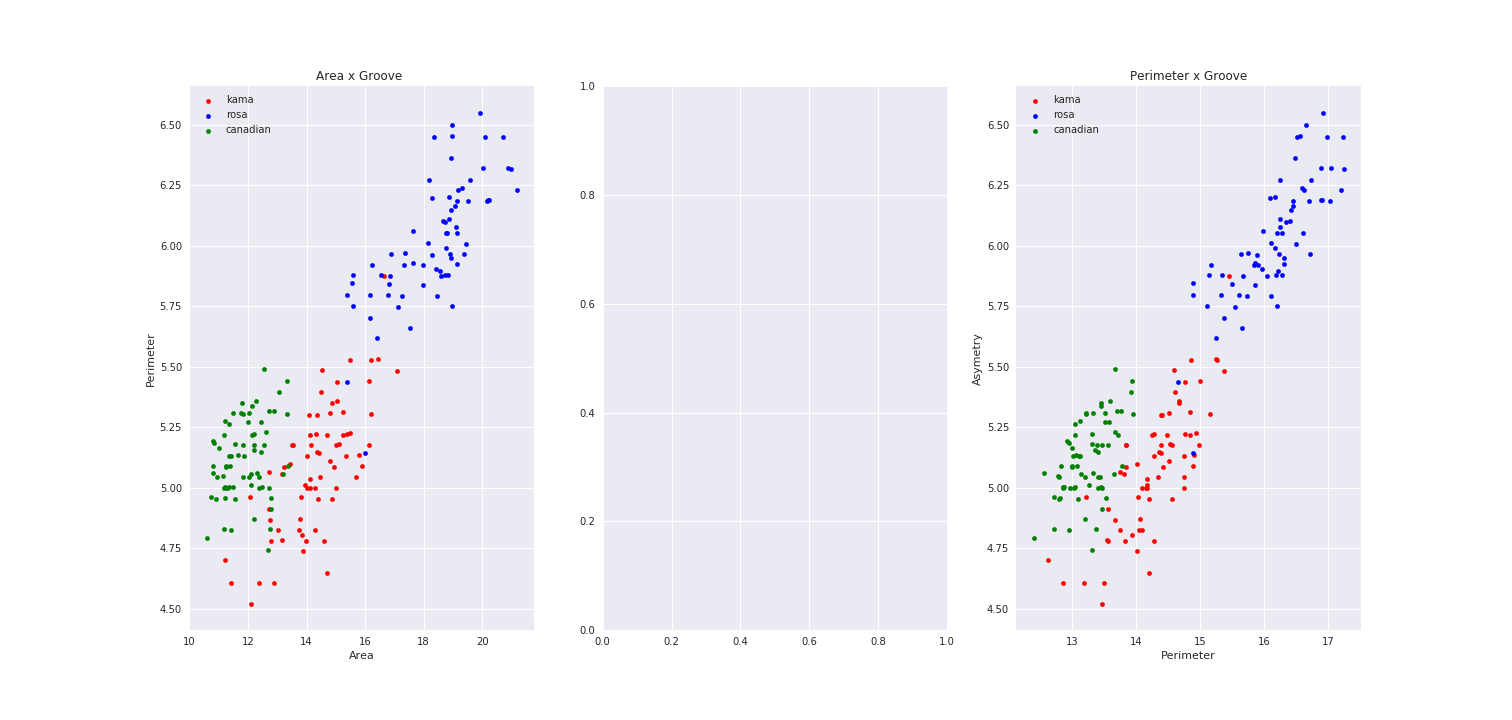 Area x Groove
kama
rosa
canadian
6.50
6.25
6.00
5.75
5.50
5.25
5.00
4.75
4.50
Perimeter
10 12 14 16 18 20
Area
1.0
0.8
0.6
0.4
0.2
0.0
0.0 0.2 0.4 0.6 0.8 1.0
Perimeter x Groove
kama
rosa
canadian
6.50
6.25
6.00
5.75
5.50
5.25
5.00
4.75
4.50
Asymetry
13 14 15 16 17
Perimeter